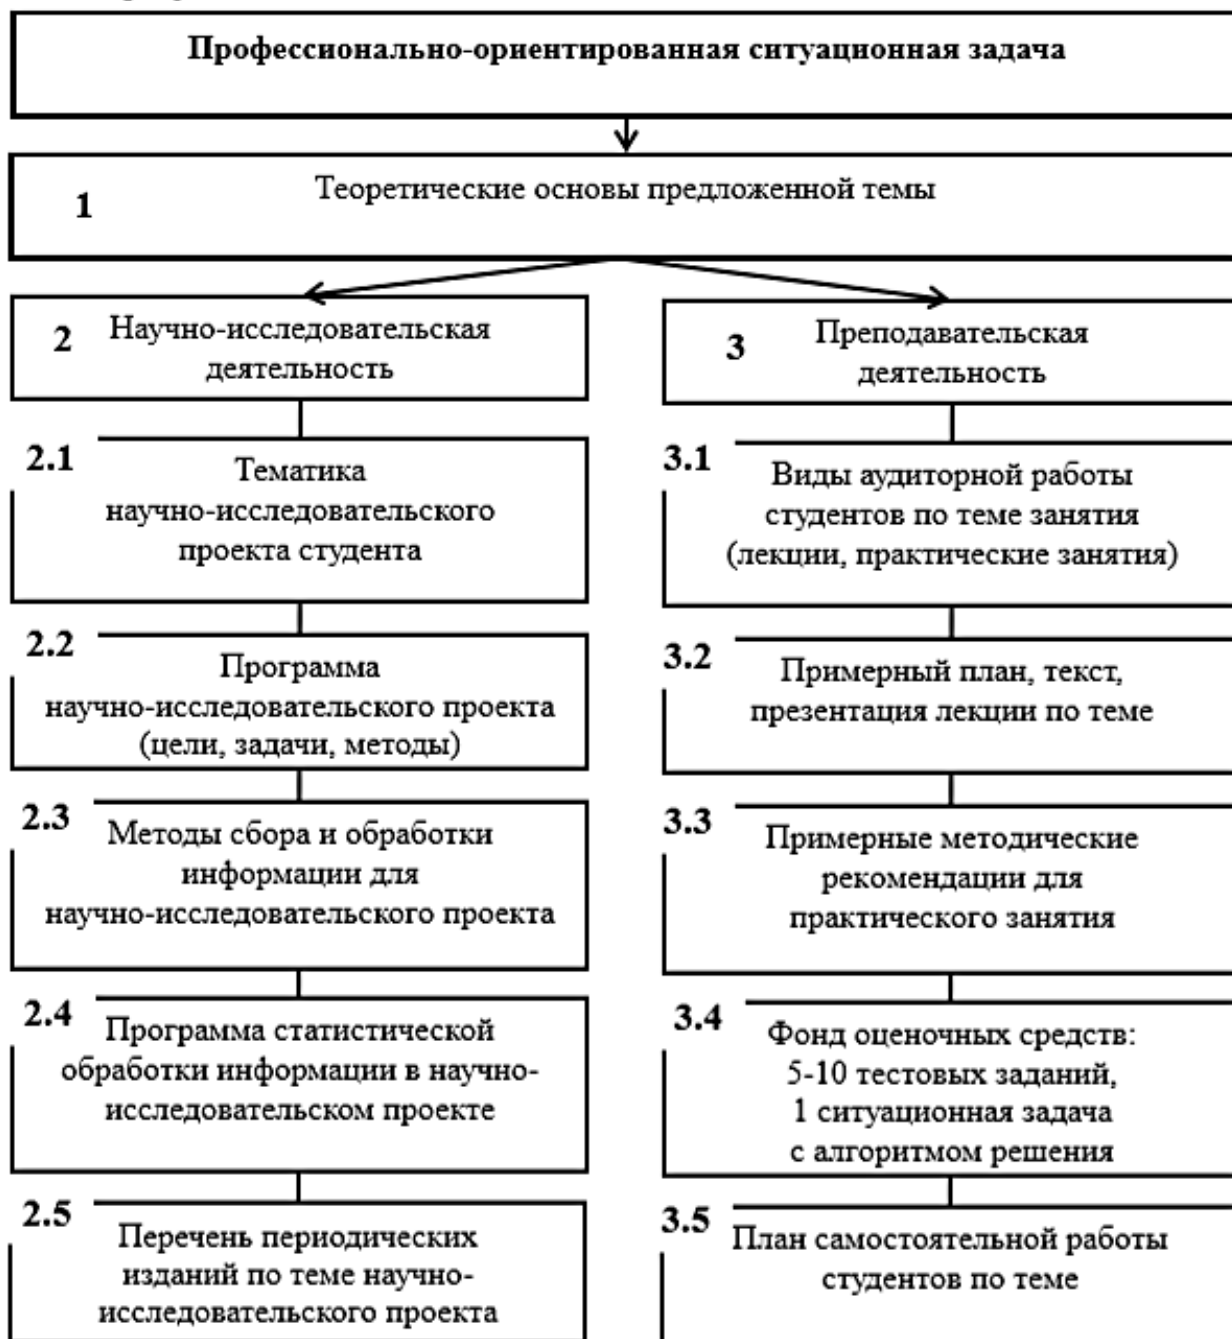 Профессионально-ориентированная ситуационная задача
1
Теоретические основы предложенной темы
2
Научно-исследовательская
деятельность
2.1
Тематика
научно-исследовательского
проекта студента
2.2
Программа
научно-исследовательского проекта
(цели, задачи, методы)
2.3
Методы сбора и обработки
информации для
научно-исследовательского проекта
2.4
Программа статистической
обработки информации в научно-
исследовательском проекте
2.5
Перечень периодических
изданий по теме научно-
исследовательского проекта
3
Преподавательская
деятельность
3.1
Виды аудиторной работы
студентов по теме занятия
(лекции, практические занятия)
3.2
Примерный план, текст,
презентация лекции по теме
3.3
Примерные методические
рекомендации для
практического занятия
3.4
Фонд оценочных средств:
5-10 тестовых заданий,
1 ситуационная задача
с алгоритмом решения
3.5
План самостоятельной работы
студентов по теме